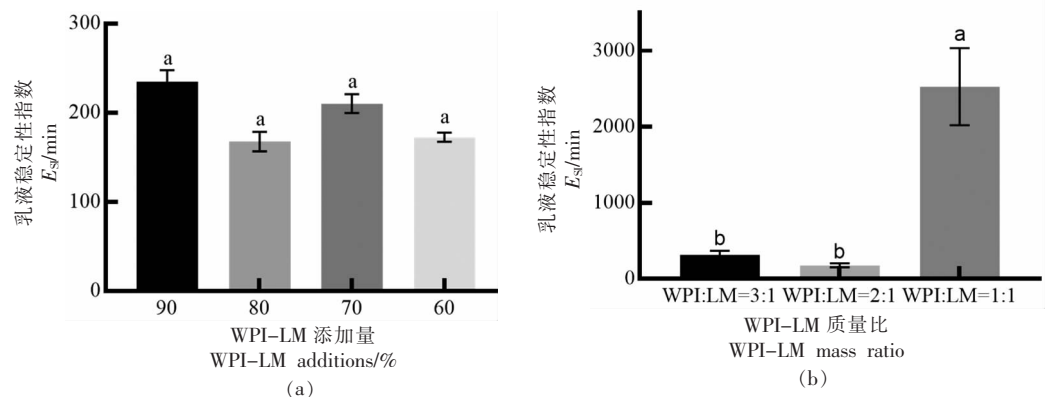 乳液稳定性指数
E_SI/min
300
200
100
0
a
a
a
a
90 80 70 60
WPI-LM 添加量
WPI-LM additions/%
(a)
乳液稳定性指数
E_SI/min
3000
2000
1000
0
b
b
a
WPI:LM=3:1 WPI:LM=2:1 WPI:LM=1:1
WPI-LM 质量比
WPI-LM mass ratio
(b)